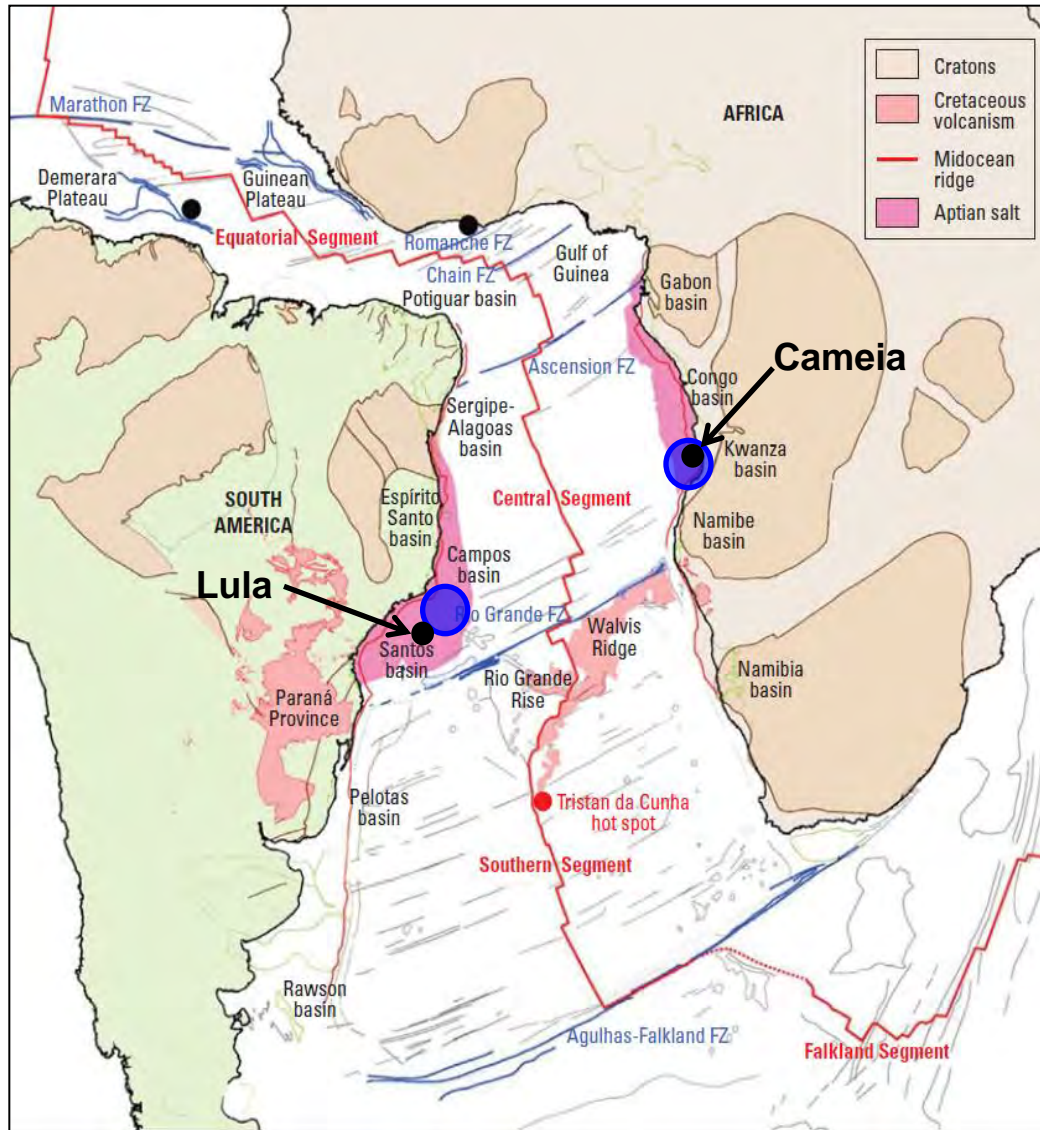 Marathon FZ
AFRICA
Cratons
Cretaceous
volcanism
Midocean
ridge
Aptian salt
Demerara
Plateau
Guinean
Plateau
Equatorial Segment
Romanche FZ
Chain FZ
Potiguar basin
Gulf of
Guinea
Gabon
basin
Ascension FZ
Congo
basin
Cameia
Sergipe-
Alagoas
basin
Kwanza
basin
SOUTH
AMERICA
Espírito
Santo
basin
Central Segment
Namibe
basin
Campos
basin
Lula
Rio Grande FZ
Santos
basin
Walvis
Ridge
Rio Grande
Rise
Namibia
basin
Paraná
Province
Pelotas
basin
Tristan da Cunha
hot spot
Southern Segment
Rawson
basin
Agulhas-Falkland FZ
Falkland Segment